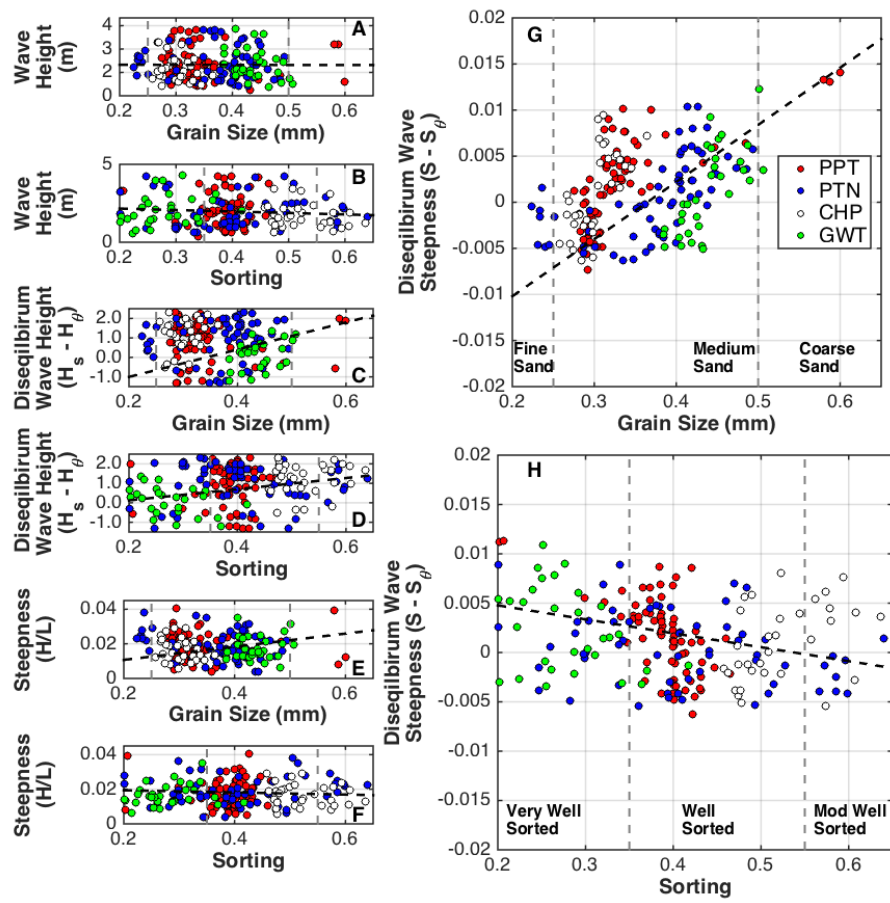 A
Wave
Height
(m)
4
3
2
1
0
0.2 0.3 0.4 0.5 0.6
Grain Size (mm)
B
Wave
Height
(m)
5
0
0.2 0.3 0.4 0.5 0.6
Sorting
C
Diseqilbirum
Wave Height
(H_s - H_θ)
2.0
1.0
0.0
-1.0
0.2 0.3 0.4 0.5 0.6
Grain Size (mm)
D
Diseqilbirum
Wave Height
(H_s - H_θ)
2.0
1.0
0.0
-1.0
0.2 0.3 0.4 0.5 0.6
Sorting
E
Steepness
(H/L)
0.04
0.02
0
0.2 0.3 0.4 0.5 0.6
Grain Size (mm)
F
Steepness
(H/L)
0.04
0.02
0
0.2 0.3 0.4 0.5 0.6
Sorting
G
Diseqilbirum Wave
Steepness (S - S_θ)
0.02
0.015
0.01
0.005
0
-0.005
-0.01
-0.015
-0.02
PPT
PTN
CHP
GWT
Fine
Sand
Medium
Sand
Coarse
Sand
0.2 0.3 0.4 0.5 0.6
Grain Size (mm)
H
Diseqilbirum Wave
Steepness (S - S_θ)
0.02
0.015
0.01
0.005
0
-0.005
-0.01
-0.015
-0.02
Very Well
Sorted
Well
Sorted
Mod Well
Sorted
0.2 0.3 0.4 0.5 0.6
Sorting